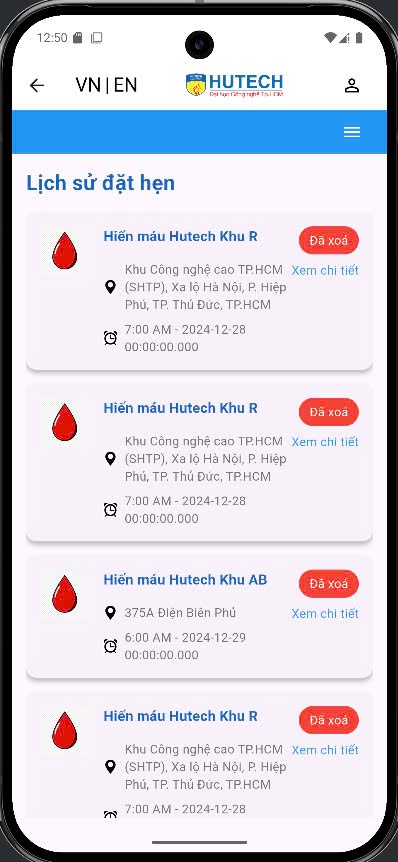 12:50
VN | EN
HUTECH
Đại học Công nghệ Tp.HCM
Lịch sử đặt hẹn
Hiến máu Hutech Khu R
Đã xoá
Khu Công nghệ cao TP.HCM
Xem chi tiết
(SHTP), Xa lộ Hà Nội, P. Hiệp
Phú, TP. Thủ Đức, TP.HCM
7:00 AM - 2024-12-28
00:00:00.000
Hiến máu Hutech Khu R
Đã xoá
Khu Công nghệ cao TP.HCM
Xem chi tiết
(SHTP), Xa lộ Hà Nội, P. Hiệp
Phú, TP. Thủ Đức, TP.HCM
7:00 AM - 2024-12-28
00:00:00.000
Hiến máu Hutech Khu AB
Đã xoá
375A Điện Biên Phủ
Xem chi tiết
6:00 AM - 2024-12-29
00:00:00.000
Hiến máu Hutech Khu R
Đã xoá
Khu Công nghệ cao TP.HCM
Xem chi tiết
(SHTP), Xa lộ Hà Nội, P. Hiệp
Phú, TP. Thủ Đức, TP.HCM
7:00 AM - 2024-12-28